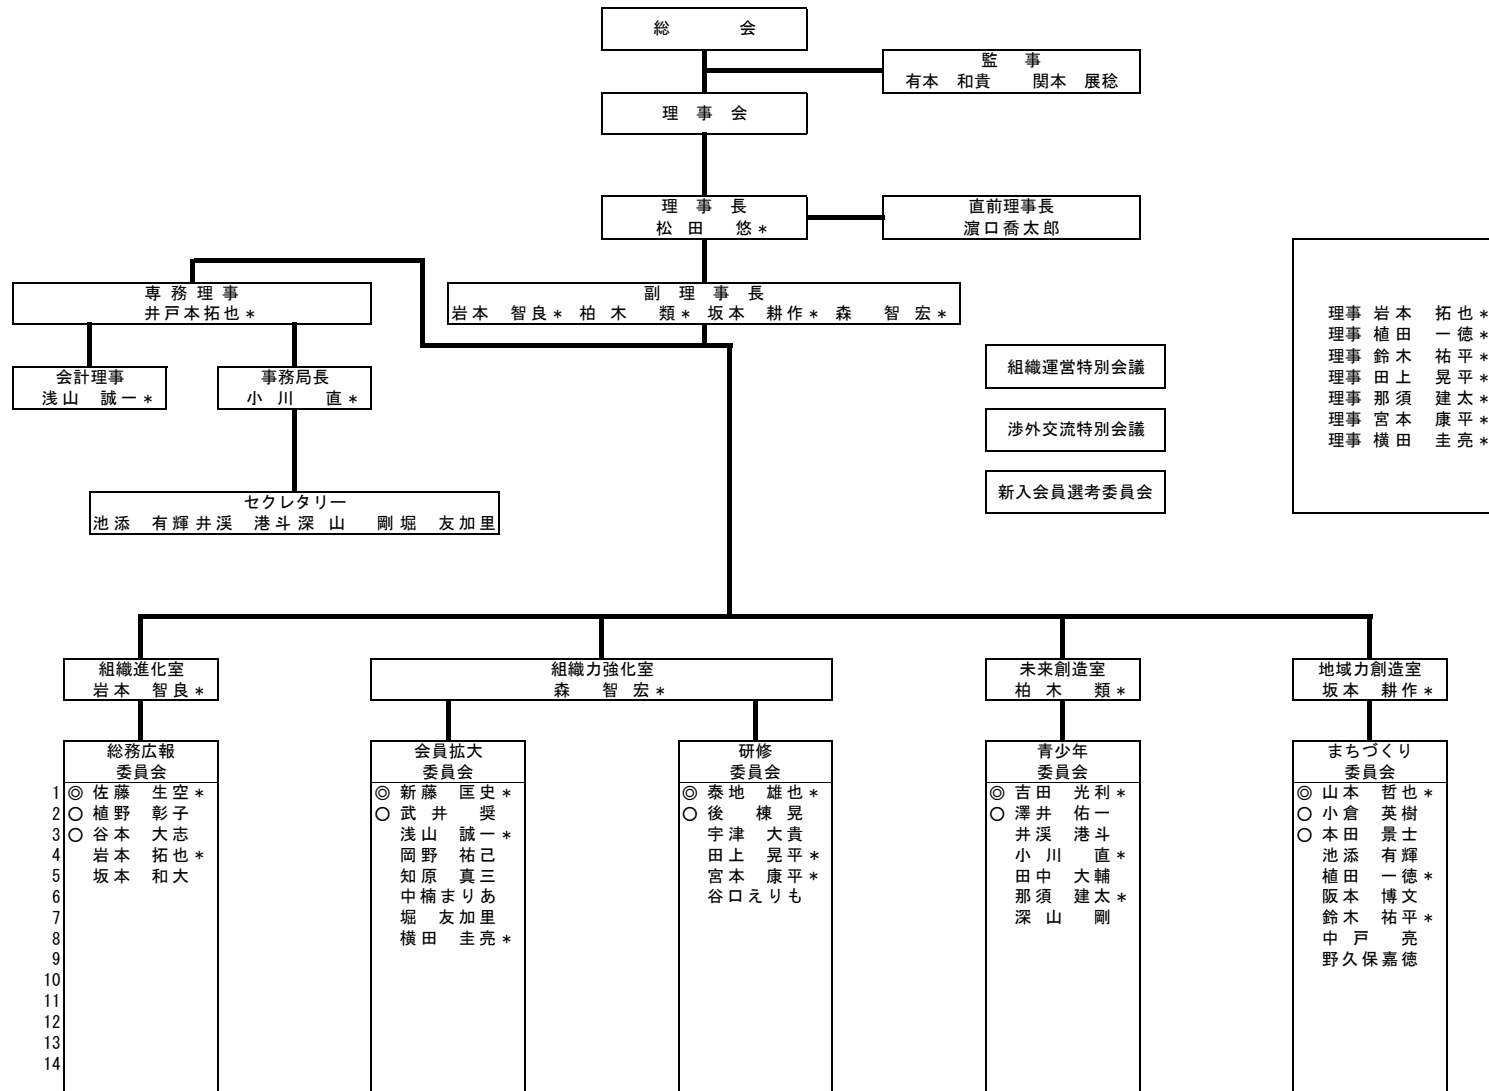 総　会
監　事
有本　和貴　　関本　展稔
理　事　会
理　事　長
松　田　　悠＊
直前理事長
濵口喬太郎
専　務　理　事
井戸本拓也＊
副　理　事　長
岩本　智良＊ 柏木　類＊ 坂本　耕作＊ 森　智宏＊
会計理事
浅山　誠一＊
事務局長
小川　直＊
セクレタリー
池添　有輝 井渓　港斗 深山　剛 堀　友加里
組織運営特別会議
渉外交流特別会議
新入会員選考委員会
理事 岩本　拓也＊
理事 植田　一徳＊
理事 鈴木　祐平＊
理事 田上　晃平＊
理事 那須　建太＊
理事 宮本　康平＊
理事 横田　圭亮＊
組織進化室
岩本　智良＊
組織力強化室
森　智宏＊
未来創造室
柏木　類＊
地域力創造室
坂本　耕作＊
総務広報
委員会
1 ◎ 佐藤　生空＊
2 ○ 植野　彰子
3 ○ 谷本　大志
4 岩本　拓也＊
5 坂本　和大
6
7
8
9
10
11
12
13
14
会員拡大
委員会
◎ 新藤　匡史＊
○ 武井　奨
浅山　誠一＊
岡野　祐己
知原　真三
中楠まりあ
堀　友加里
横田　圭亮＊
研修
委員会
◎ 泰地　雄也＊
○ 後　棟晃
宇津　大貴
田上　晃平＊
宮本　康平＊
谷口えりも
青少年
委員会
◎ 吉田　光利＊
○ 澤井　佑一
井渓　港斗
小川　直＊
田中　大輔
那須　建太＊
深山　剛
まちづくり
委員会
◎ 山本　哲也＊
○ 小倉　英樹
○ 本田　景士
池添　有輝
植田　一徳＊
阪本　博文
鈴木　祐平＊
中戸　亮
野久保嘉徳